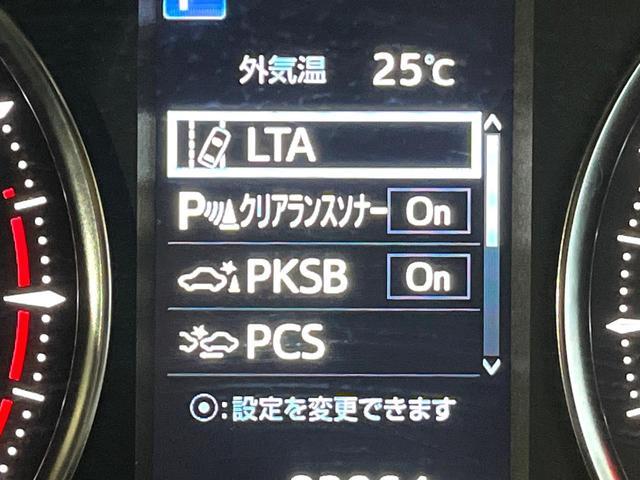 外気温 25℃
LTA
Pクリアランスソナー On
PKSB On
PCS
⦿:設定を変更できます